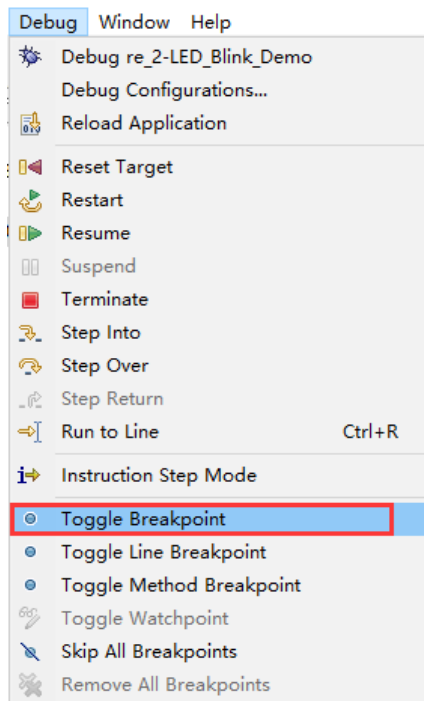 Debug Window Help
Debug re_2-LED_Blink_Demo
Debug Configurations...
Reload Application
Reset Target
Restart
Resume
Suspend
Terminate
Step Into
Step Over
Step Return
Run to Line Ctrl+R
Instruction Step Mode
Toggle Breakpoint
Toggle Line Breakpoint
Toggle Method Breakpoint
Toggle Watchpoint
Skip All Breakpoints
Remove All Breakpoints